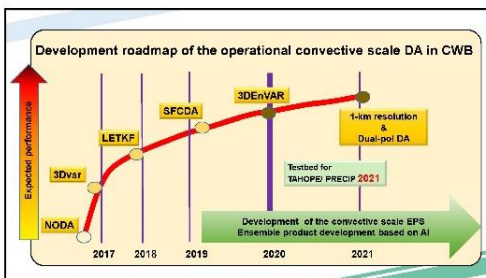 Development roadmap of the operational convective scale DA in CWB
Expected performance
NODA
3Dvar
LETKF
SFCDA
3DEnVAR
1-km resolution
&
Dual-pol DA
Testbed for
TAHOPE/ PRECIP 2021
Development of the convective scale EPS
Ensemble product development based on AI
2017
2018
2019
2020
2021